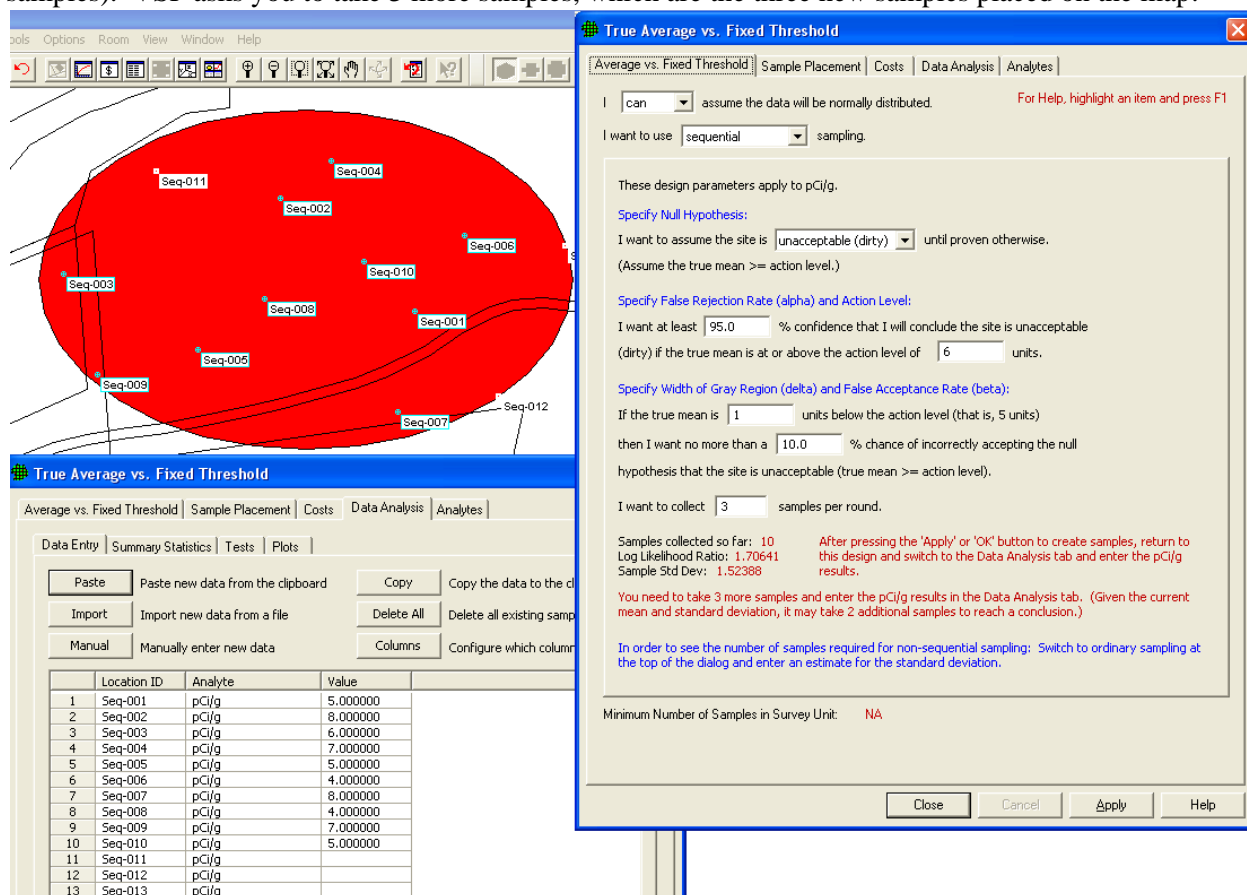 samples). VSP asks you to take 3 more samples, which are the three new samples placed on the map.
ools Options Room View Window Help
Seq-004
Seq-011
Seq-002
Seq-006
Seq-010
Seq-003
Seq-008
Seq-001
Seq-005
Seq-009
Seq-012
Seq-007
True Average vs. Fixed Threshold
Average vs. Fixed Threshold Sample Placement Costs Data Analysis Analytes
I can assume the data will be normally distributed. For Help, highlight an item and press F1
I want to use sequential sampling.
These design parameters apply to pCi/g.
Specify Null Hypothesis:
I want to assume the site is unacceptable (dirty) until proven otherwise.
(Assume the true mean >= action level.)
Specify False Rejection Rate (alpha) and Action Level:
I want at least 95.0 % confidence that I will conclude the site is unacceptable
(dirty) if the true mean is at or above the action level of 6 units.
Specify Width of Gray Region (delta) and False Acceptance Rate (beta):
If the true mean is 1 units below the action level (that is, 5 units)
then I want no more than a 10.0 % chance of incorrectly accepting the null
hypothesis that the site is unacceptable (true mean >= action level).
I want to collect 3 samples per round.
Samples collected so far: 10 After pressing the 'Apply' or 'OK' button to create samples, return to
Log Likelihood Ratio: 1.70641 this design and switch to the Data Analysis tab and enter the pCi/g
Sample Std Dev: 1.52388 results.
You need to take 3 more samples and enter the pCi/g results in the Data Analysis tab. (Given the current
mean and standard deviation, it may take 2 additional samples to reach a conclusion.)
In order to see the number of samples required for non-sequential sampling: Switch to ordinary sampling at
the top of the dialog and enter an estimate for the standard deviation.
Minimum Number of Samples in Survey Unit: NA
Close Cancel Apply Help
True Average vs. Fixed Threshold
Average vs. Fixed Threshold Sample Placement Costs Data Analysis Analytes
Data Entry Summary Statistics Tests Plots
Paste Paste new data from the clipboard Copy Copy the data to the cl
Import Import new data from a file Delete All Delete all existing samp
Manual Manually enter new data Columns Configure which column
Location ID Analyte Value
1 Seq-001 pCi/g 5.000000
2 Seq-002 pCi/g 8.000000
3 Seq-003 pCi/g 6.000000
4 Seq-004 pCi/g 7.000000
5 Seq-005 pCi/g 5.000000
6 Seq-006 pCi/g 4.000000
7 Seq-007 pCi/g 8.000000
8 Seq-008 pCi/g 4.000000
9 Seq-009 pCi/g 7.000000
10 Seq-010 pCi/g 5.000000
11 Seq-011 pCi/g
12 Seq-012 pCi/g
13 Seq-013 pCi/g